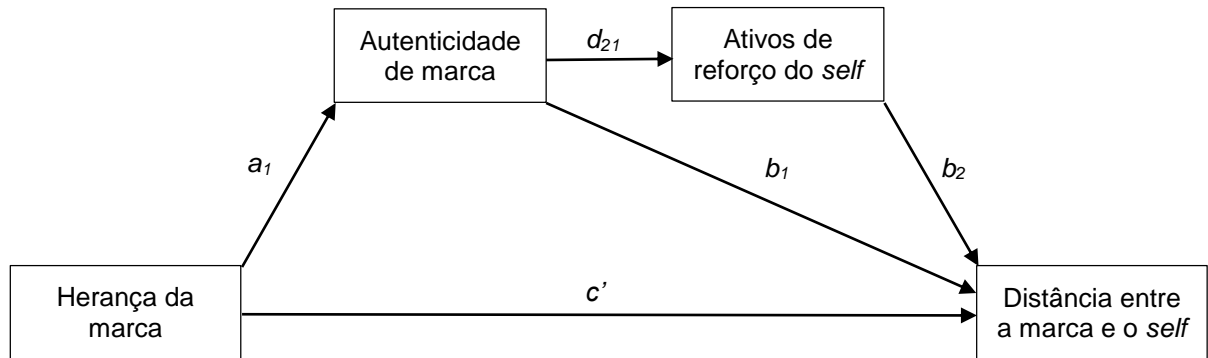 Autenticidade
de marca
d21
Ativos de
reforço do self
a1
b1
b2
Herança da
marca
c’
Distância entre
a marca e o self